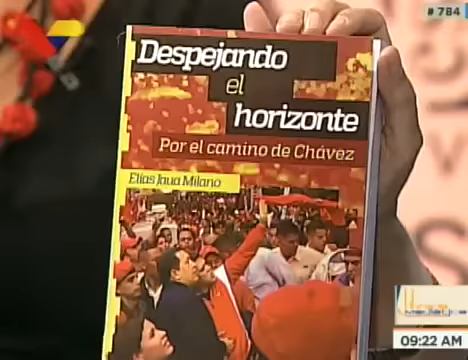 # 784
Despejando
el
horizonte
Por el camino de Chávez
Elías Jaua Milano
09:22 AM